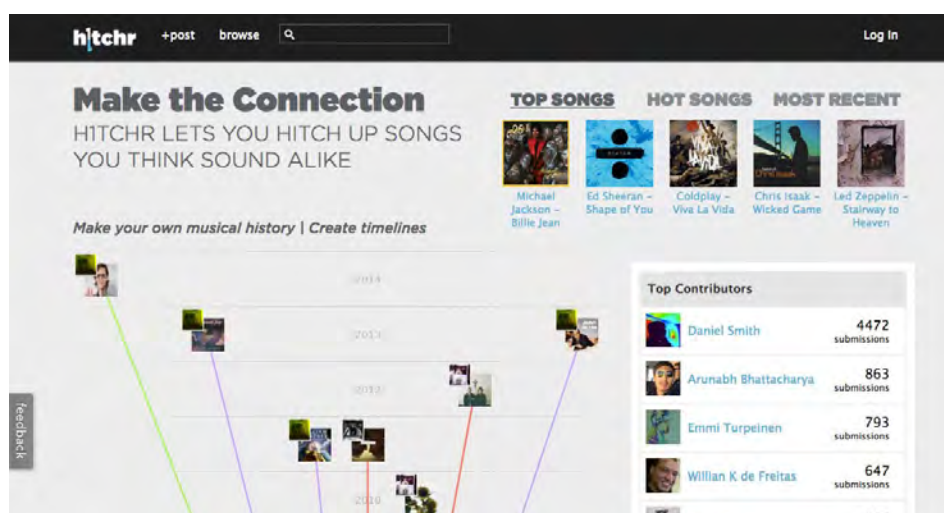 h1tchr
+post browse
Log In
Make the Connection
H1TCHR LETS YOU HITCH UP SONGS
YOU THINK SOUND ALIKE
Make your own musical history | Create timelines
TOP SONGS HOT SONGS MOST RECENT
Michael
Jackson –
Billie Jean
Ed Sheeran –
Shape of You
Coldplay –
Viva La Vida
Chris Isaak –
Wicked Game
Led Zeppelin –
Stairway to
Heaven
2014
2013
2012
2010
Top Contributors
Daniel Smith 4472
submissions
Arunabh Bhattacharya 863
submissions
Emmi Turpeinen 793
submissions
Willian K de Freitas 647
submissions
feedback